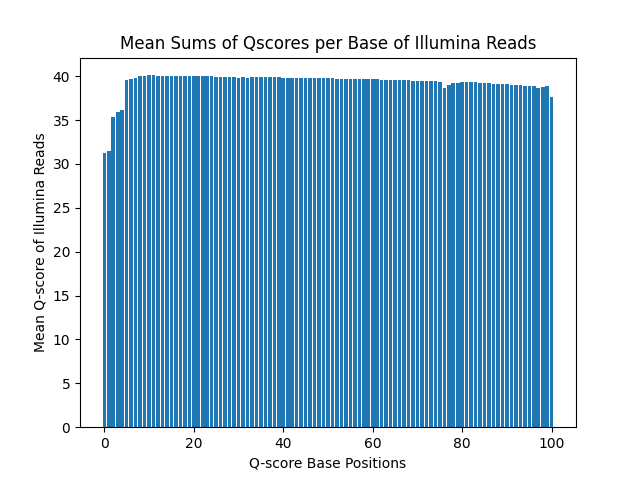 Mean Sums of Qscores per Base of Illumina Reads
Mean Q-score of Illumina Reads
40
35
30
25
20
15
10
5
0
0 20 40 60 80 100
Q-score Base Positions